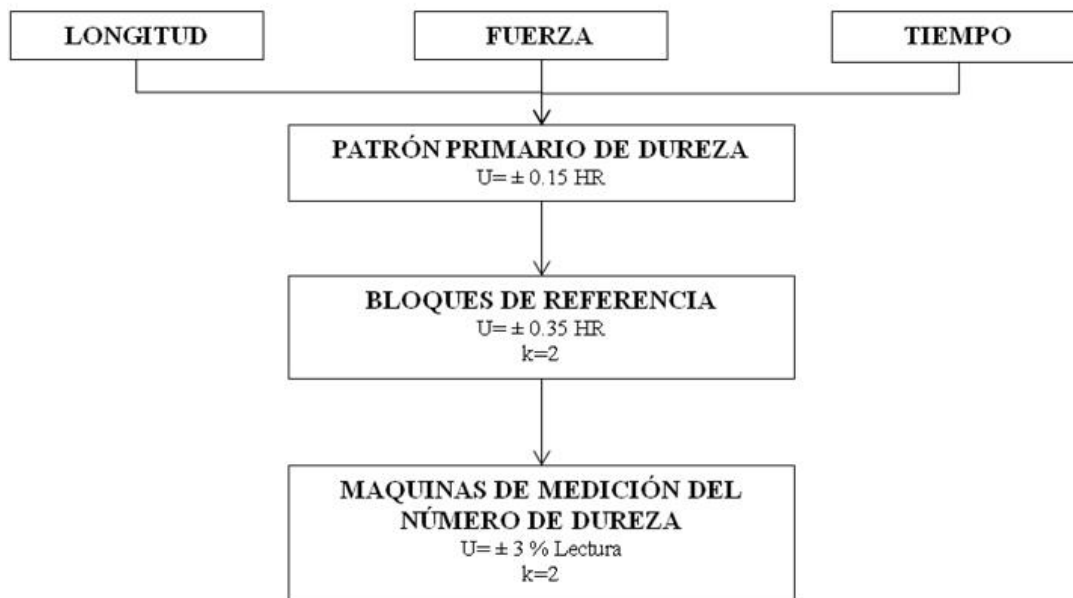 LONGITUD
FUERZA
TIEMPO
PATRÓN PRIMARIO DE DUREZA
U= ± 0.15 HR
BLOQUES DE REFERENCIA
U= ± 0.35 HR
k=2
MAQUINAS DE MEDICIÓN DEL
NÚMERO DE DUREZA
U= ± 3 % Lectura
k=2